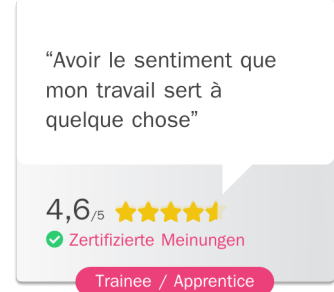 “Avoir le sentiment que
mon travail sert à
quelque chose”
4,6/5
Zertifizierte Meinungen
Trainee / Apprentice